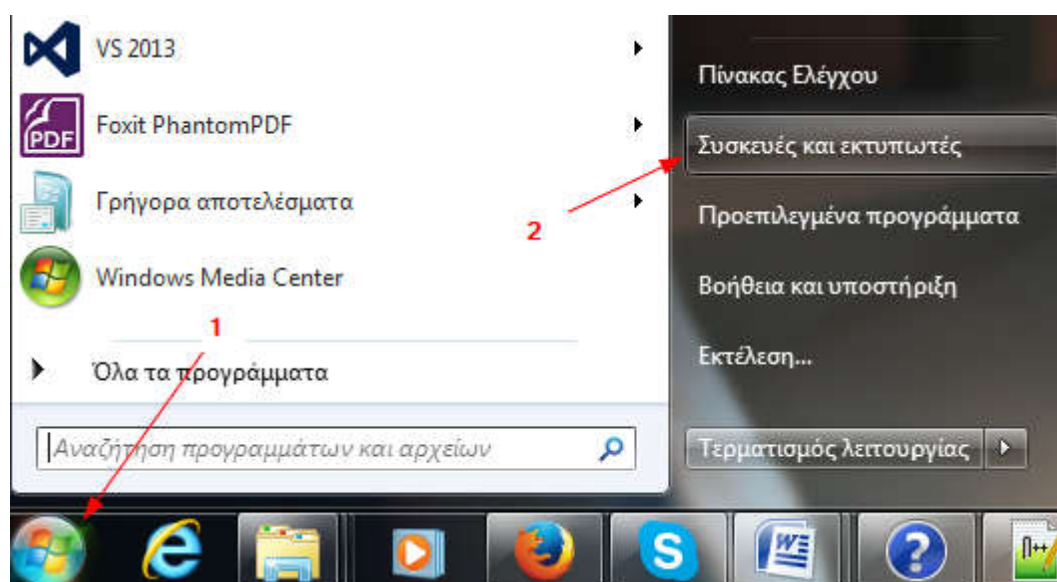 VS 2013
Foxit PhantomPDF
PDF
Γρήγορα αποτελέσματα
Windows Media Center
1
Όλα τα προγράμματα
Αναζήτηση προγραμμάτων και αρχείων
Πίνακας Ελέγχου
Συσκευές και εκτυπωτές
2
Προεπιλεγμένα προγράμματα
Βοήθεια και υποστήριξη
Εκτέλεση...
Τερματισμός λειτουργίας
S
W
?
Π++